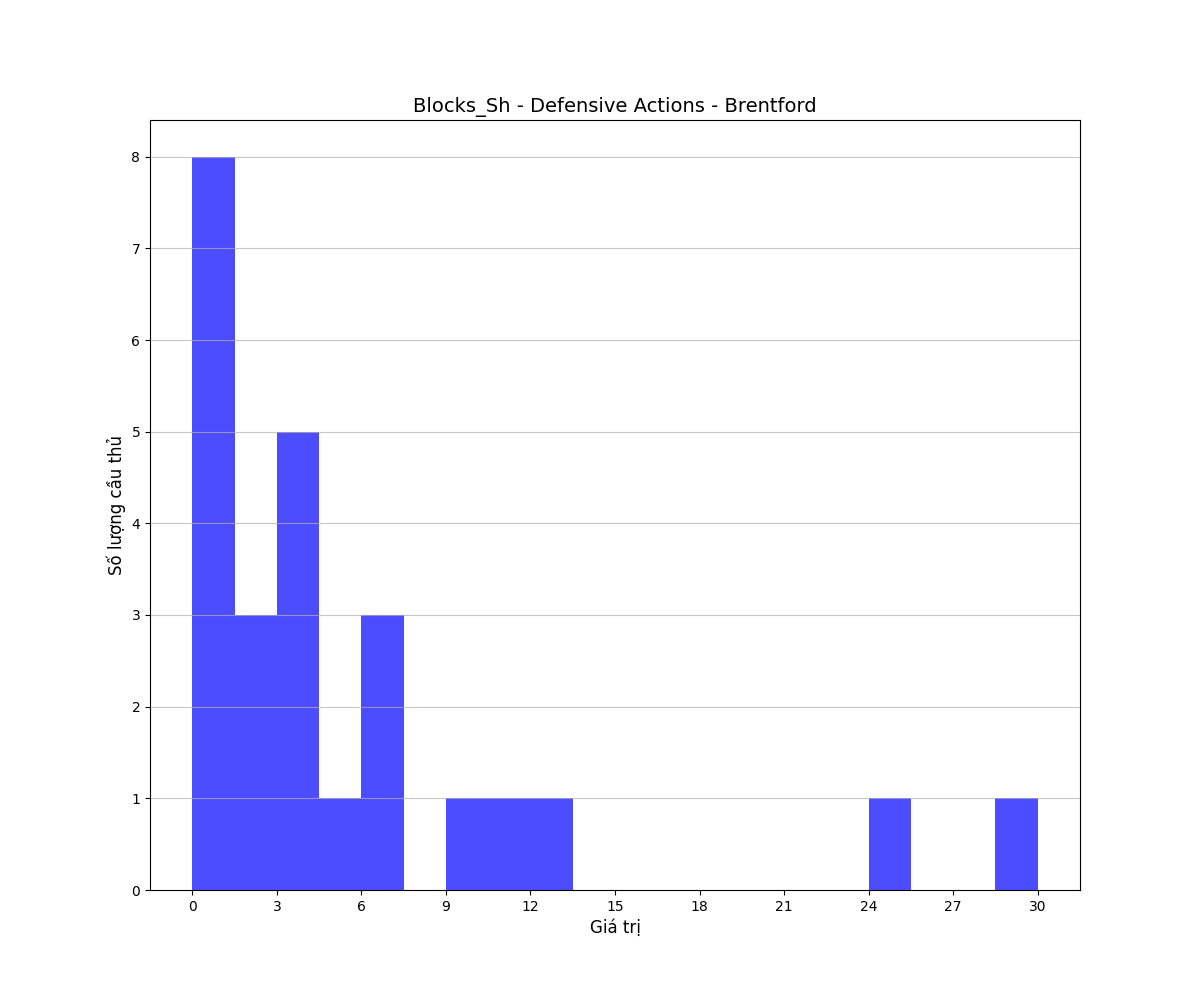 Blocks_Sh - Defensive Actions - Brentford
8
7
6
5
4
3
2
1
0
Số lượng cầu thủ
0 3 6 9 12 15 18 21 24 27 30
Giá trị